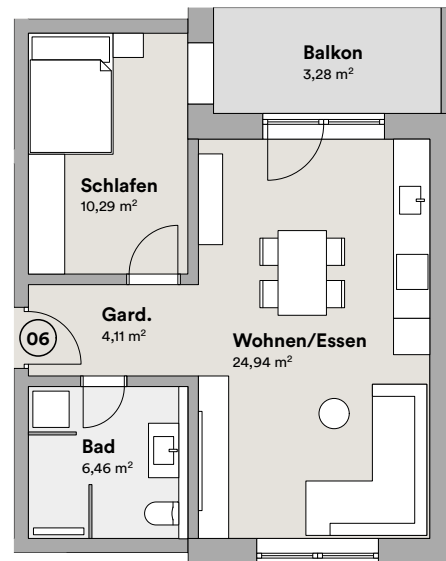 Balkon
3,28 m²
Schlafen
10,29 m²
Gard.
4,11 m²
06
Wohnen/Essen
24,94 m²
Bad
6,46 m²